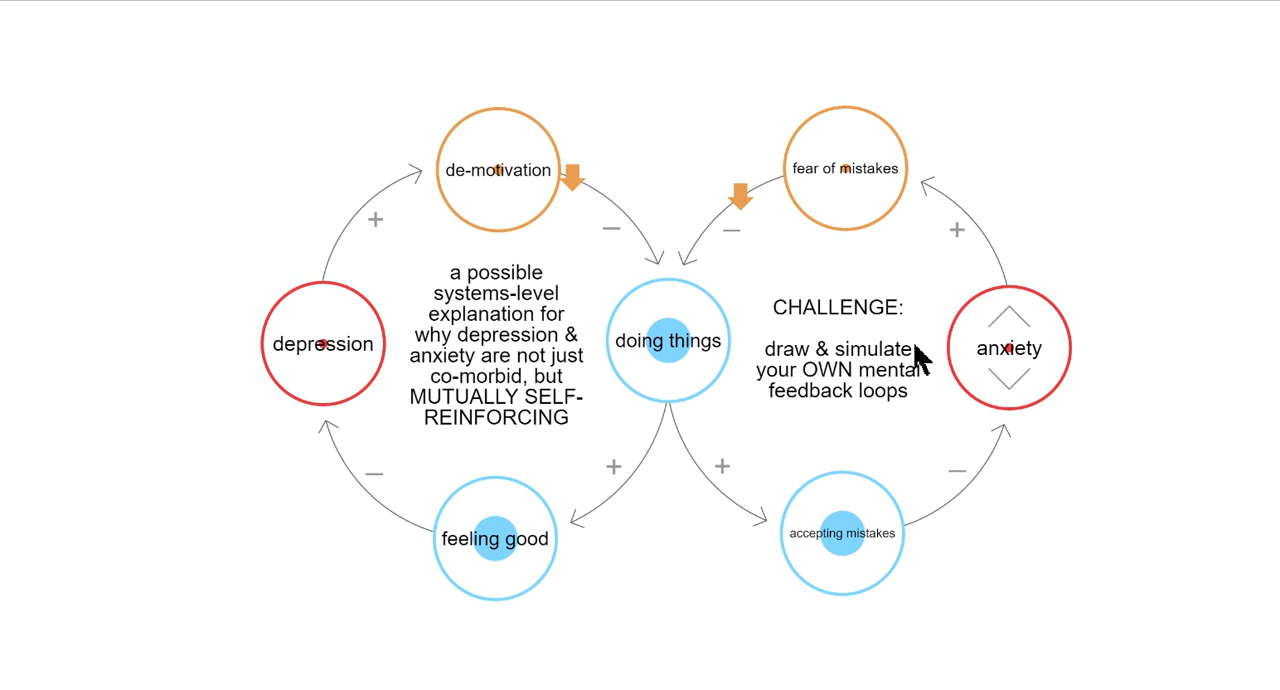 de-motivation
fear of mistakes
+
−
−
+
a possible
systems-level
explanation for
why depression &
anxiety are not just
co-morbid, but
MUTUALLY SELF-
REINFORCING
CHALLENGE:
draw & simulate
your OWN mental
feedback loops
depression
doing things
anxiety
−
+
+
−
feeling good
accepting mistakes